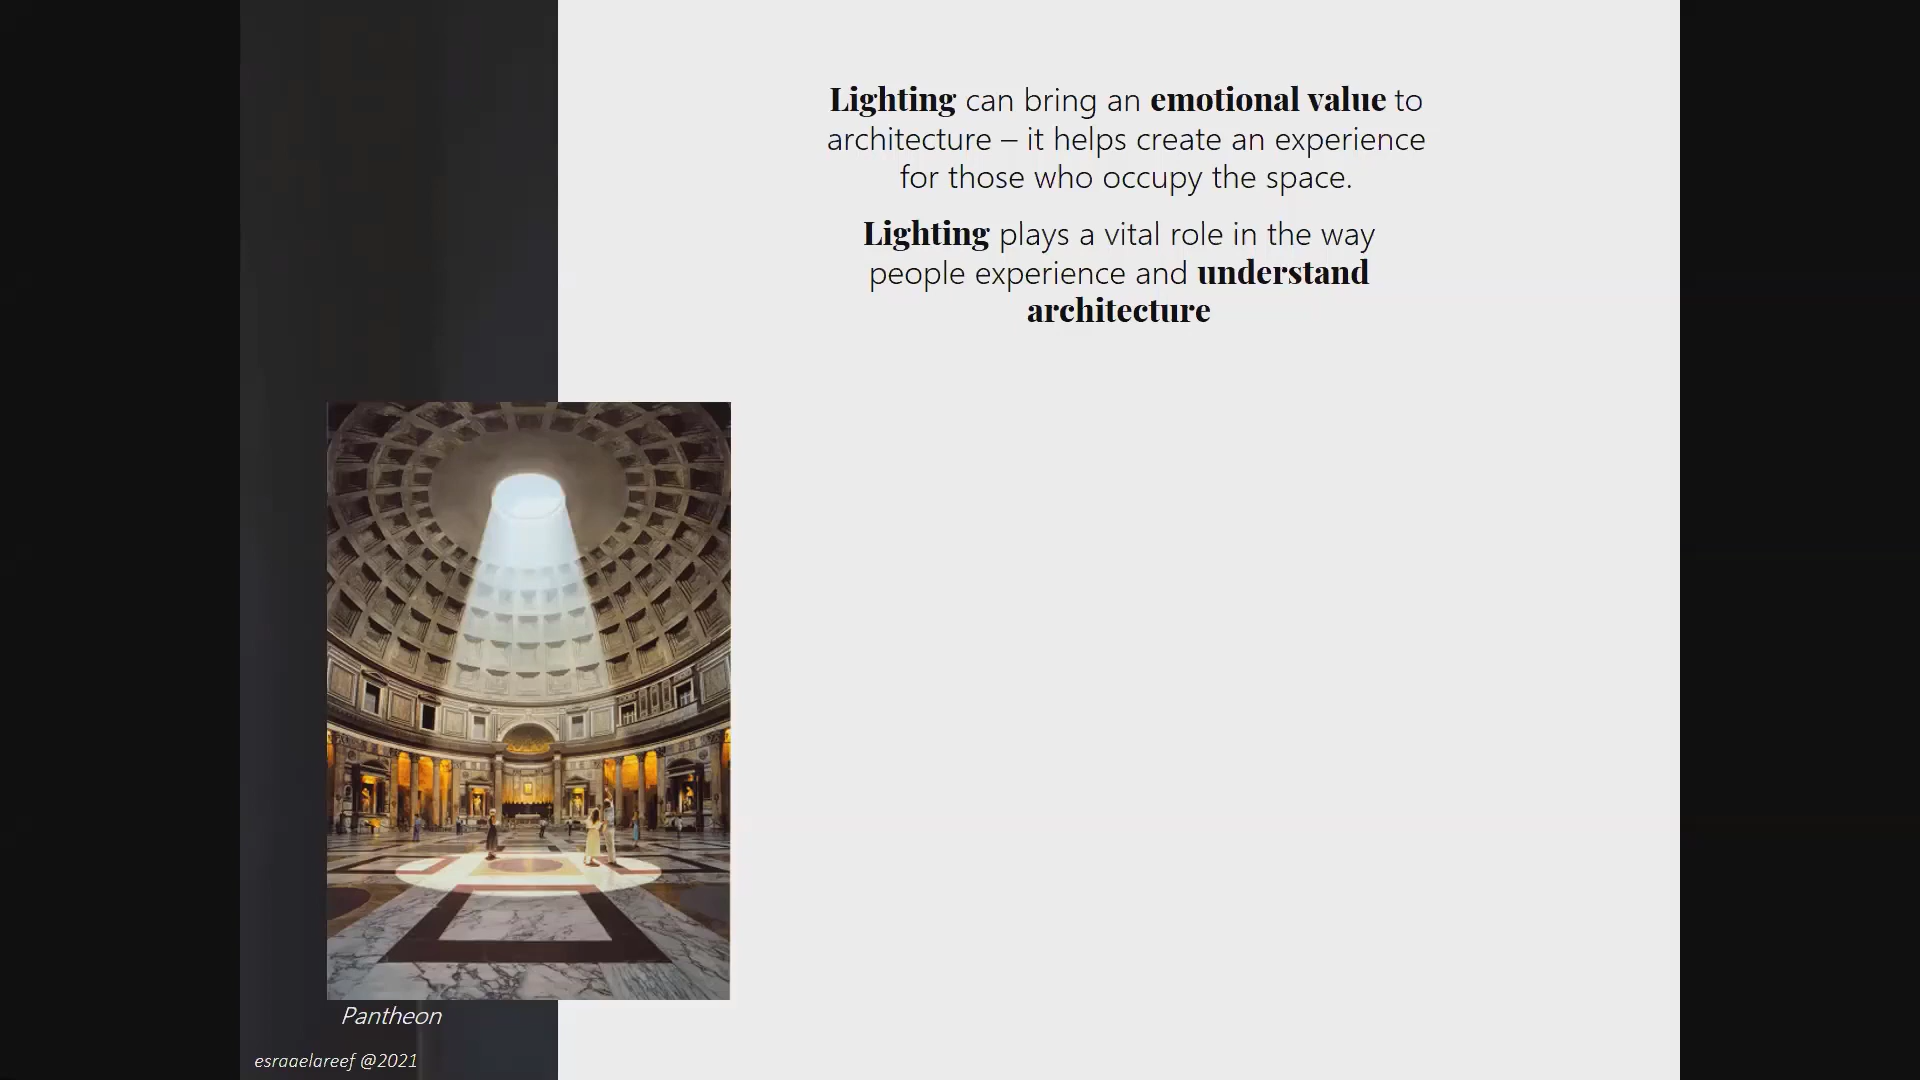 Lighting can bring an emotional value to
architecture – it helps create an experience
for those who occupy the space.
Lighting plays a vital role in the way
people experience and understand
architecture
Pantheon
esraaelareef @2021